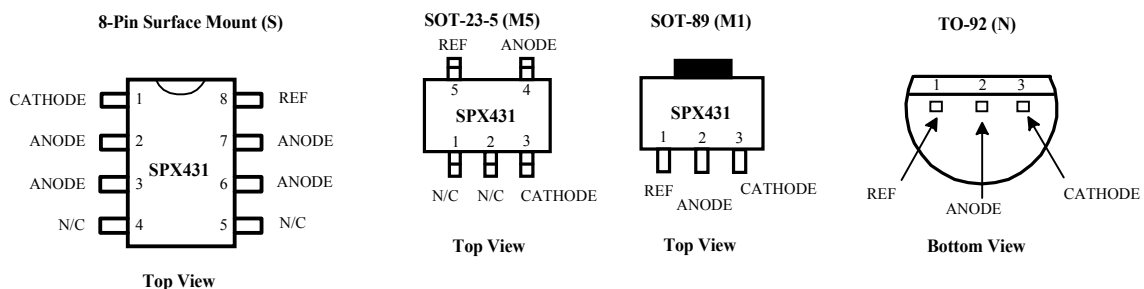 8-Pin Surface Mount (S)
CATHODE 1 8 REF
ANODE 2 7 ANODE
SPX431
ANODE 3 6 ANODE
N/C 4 5 N/C
Top View
SOT-23-5 (M5)
REF ANODE
5 4
SPX431
1 2 3
N/C N/C CATHODE
Top View
SOT-89 (M1)
SPX431
1 2 3
REF CATHODE
ANODE
Top View
TO-92 (N)
1 2 3
REF CATHODE
ANODE
Bottom View